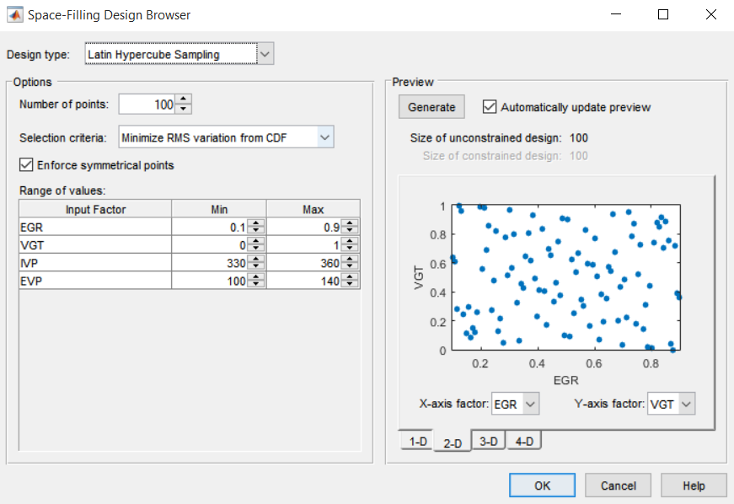 Space-Filling Design Browser
Design type: Latin Hypercube Sampling
Options
Number of points: 100
Selection criteria: Minimize RMS variation from CDF
Enforce symmetrical points
Range of values:
Input Factor Min Max
EGR 0.1 0.9
VGT 0 1
IVP 330 360
EVP 100 140
Preview
Generate Automatically update preview
Size of unconstrained design: 100
Size of constrained design: 100
1
0.8
0.6
0.4
0.2
0
VGT
0.2 0.4 0.6 0.8
EGR
X-axis factor: EGR Y-axis factor: VGT
1-D 2-D 3-D 4-D
OK Cancel Help